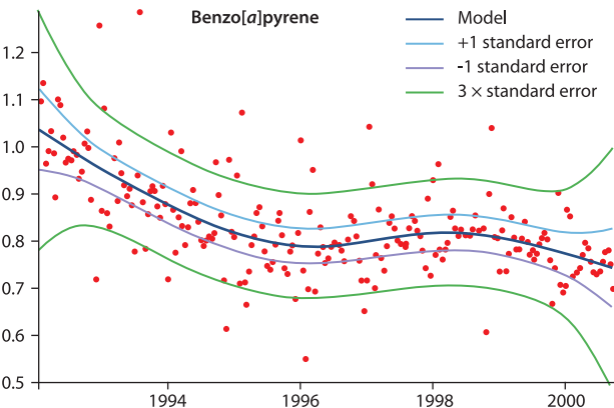 Benzo[a]pyrene
Model
+1 standard error
-1 standard error
3 × standard error
1.2
1.1
1.0
0.9
0.8
0.7
0.6
0.5
1994 1996 1998 2000